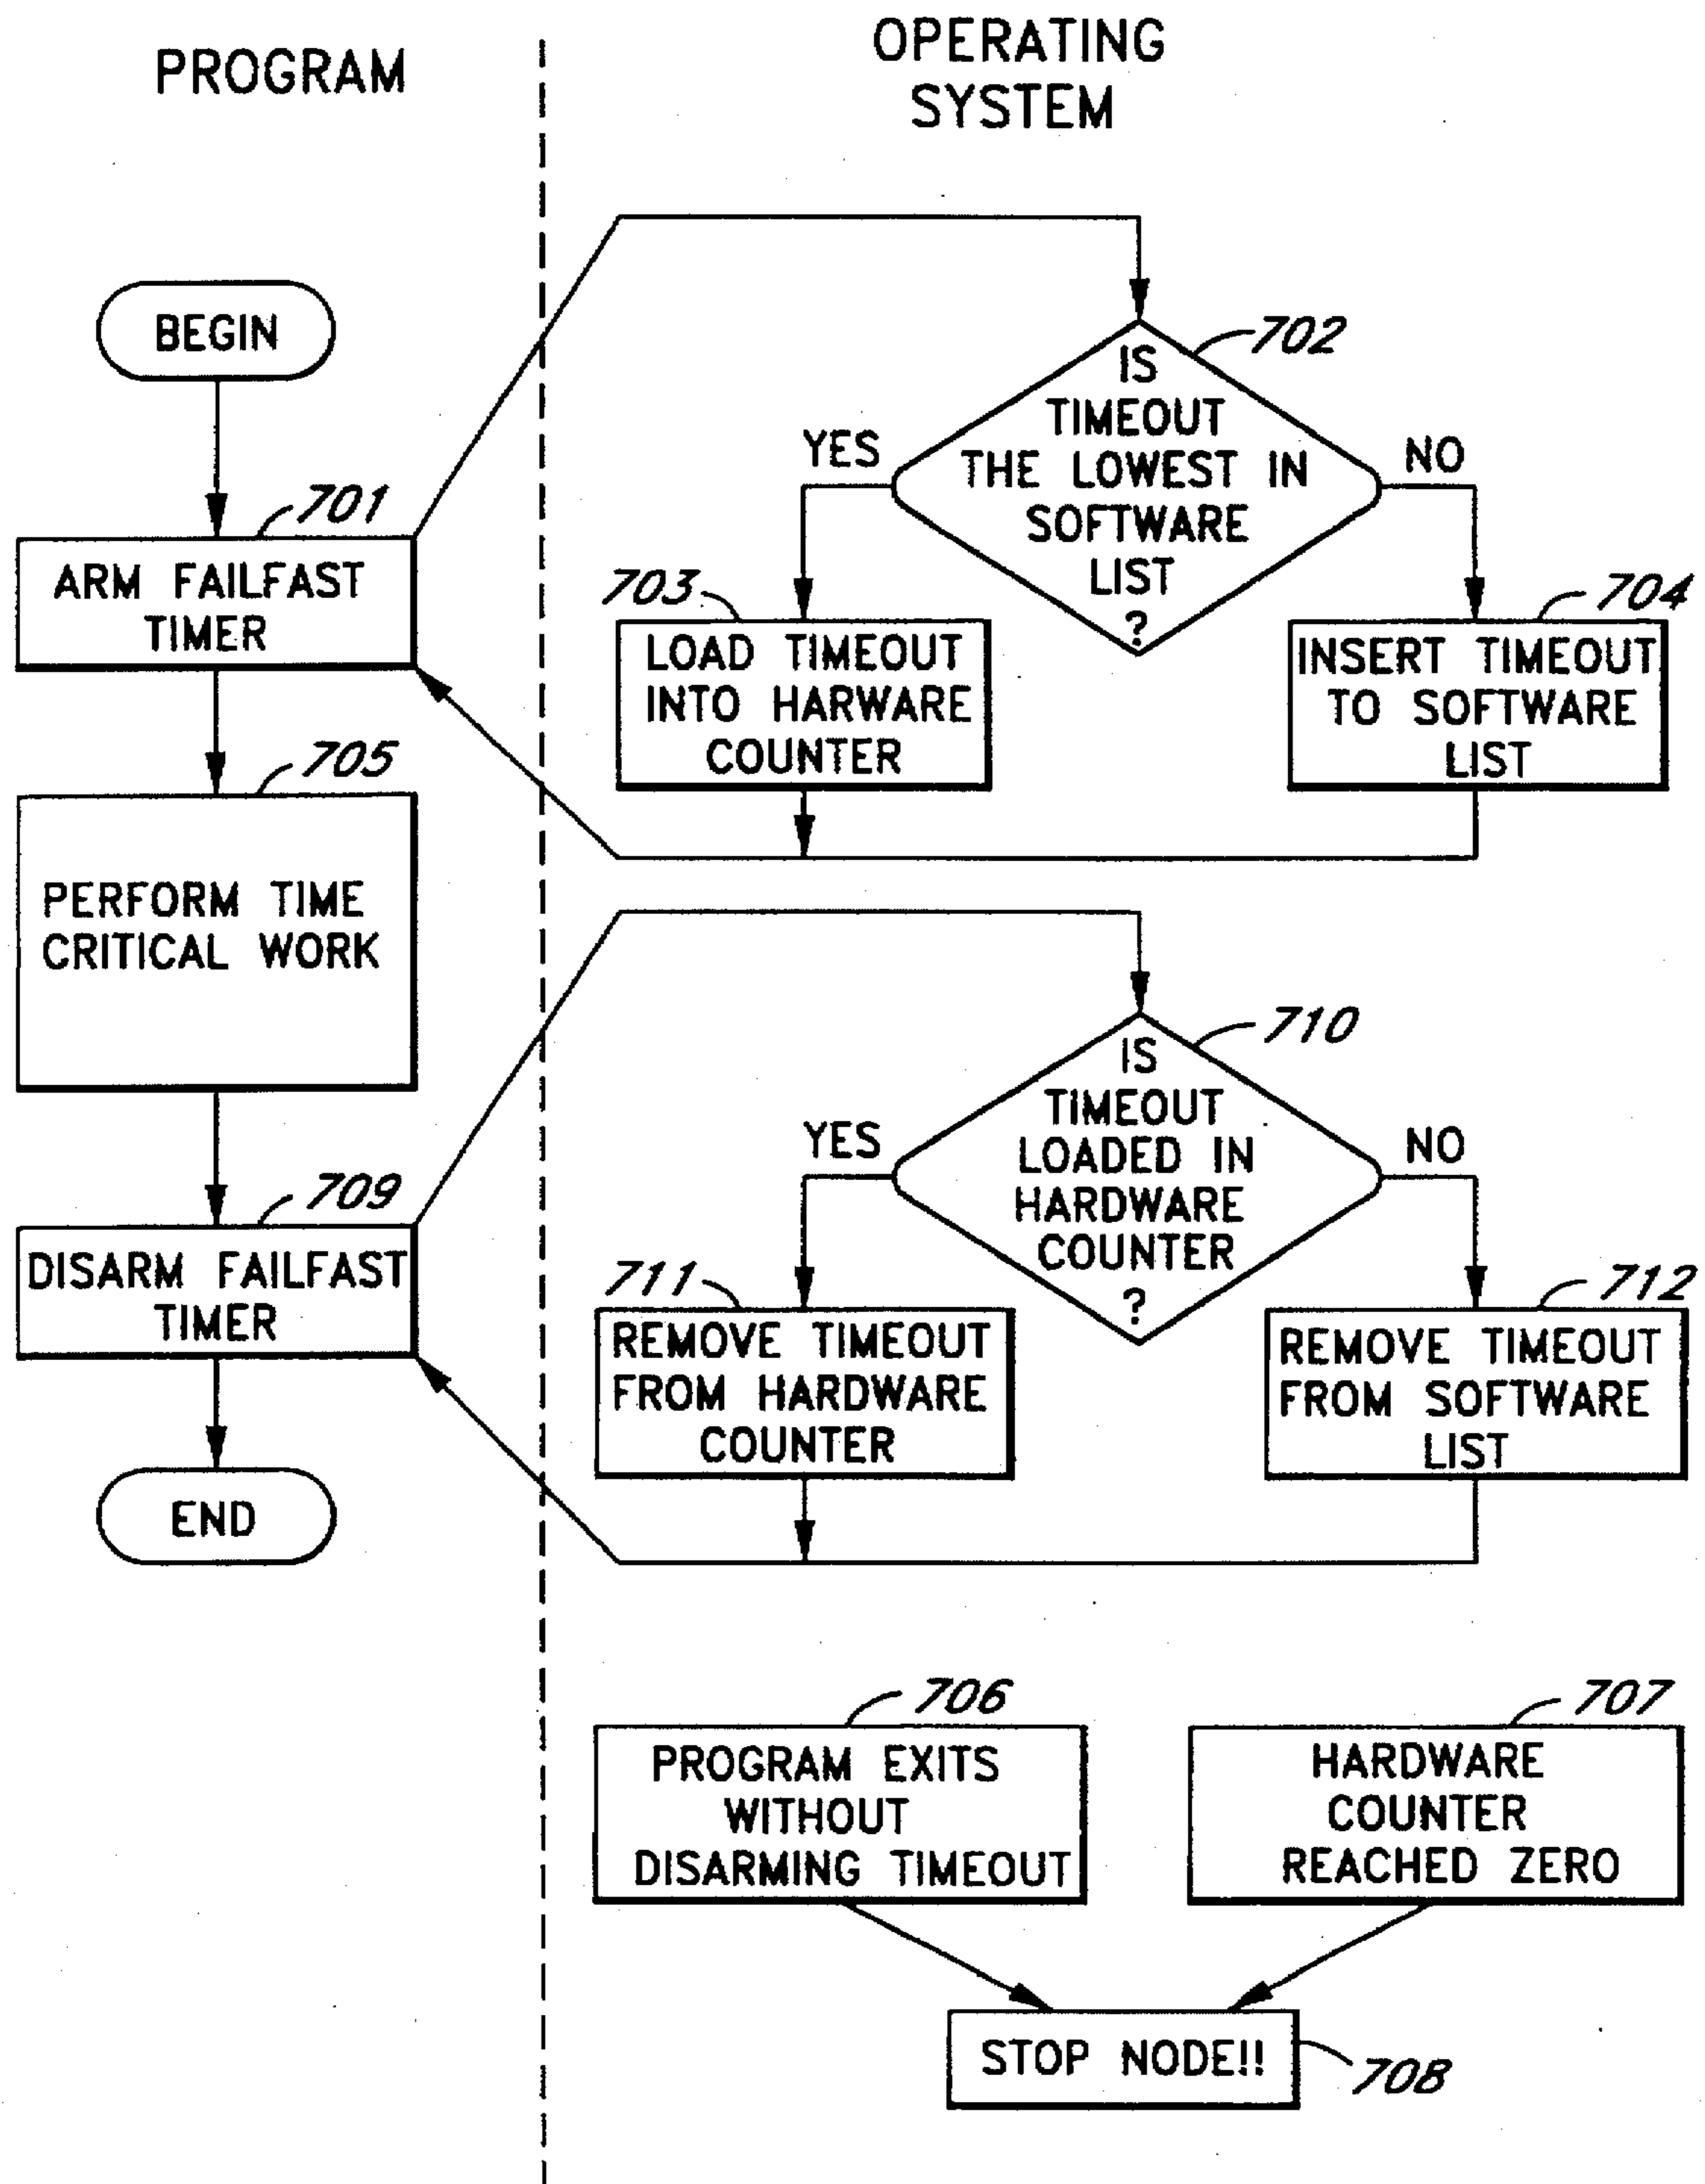 PROGRAM
OPERATING
SYSTEM
BEGIN
701
ARM FAILFAST
TIMER
702
IS
TIMEOUT
THE LOWEST IN
SOFTWARE
LIST
?
YES
NO
703
LOAD TIMEOUT
INTO HARWARE
COUNTER
704
INSERT TIMEOUT
TO SOFTWARE
LIST
705
PERFORM TIME
CRITICAL WORK
709
DISARM FAILFAST
TIMER
710
IS
TIMEOUT
LOADED IN
HARDWARE
COUNTER
?
YES
NO
711
REMOVE TIMEOUT
FROM HARDWARE
COUNTER
712
REMOVE TIMEOUT
FROM SOFTWARE
LIST
END
706
PROGRAM EXITS
WITHOUT
DISARMING TIMEOUT
707
HARDWARE
COUNTER
REACHED ZERO
STOP NODE!!
708